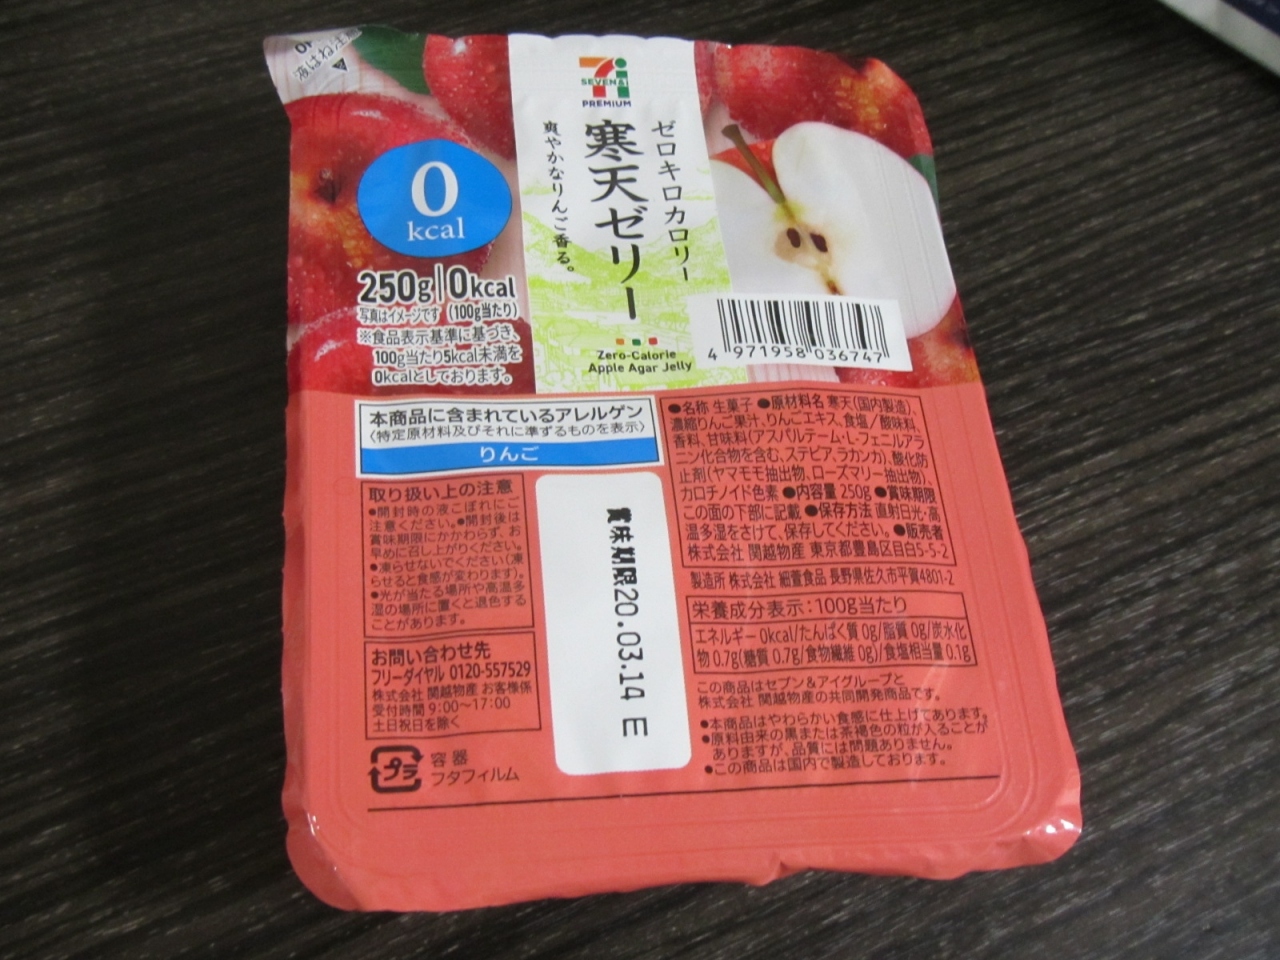 液はね注意
SEVEN&i
PREMIUM
ゼロキロカロリー
寒天ゼリー
爽やかなりんご香る。
0
kcal
250g 0kcal
写真はイメージです (100g当たり)
※食品表示基準に基づき、
100g当たり5kcal未満を
0kcalとしております。
Zero-Calorie
Apple Agar Jelly
4 971958 036747
本商品に含まれているアレルゲン
〈特定原材料及びそれに準ずるものを表示〉
りんご
●名称 生菓子 ●原材料名 寒天(国内製造)、
濃縮りんご果汁、りんごエキス、食塩/酸味料、
香料、甘味料(アスパルテーム・L-フェニルアラ
ニン化合物を含む、ステビア、ラカンカ)、酸化防
止剤(ヤマモモ抽出物、ローズマリー抽出物)、
カロチノイド色素 ●内容量 250g ●賞味期限
この面の下部に記載 ●保存方法 直射日光・高
温多湿をさけて、保存してください。 ●販売者
株式会社 関越物産 東京都豊島区目白5-5-2
製造所 株式会社 細萱食品 長野県佐久市平賀4801-2
栄養成分表示:100g当たり
エネルギー 0kcal/たんぱく質 0g/脂質 0g/炭水化
物 0.7g(糖質 0.7g/食物繊維 0g)/食塩相当量 0.1g
この商品はセブン&アイグループと
株式会社 関越物産の共同開発商品です。
●本商品はやわらかい食感に仕上げてあります。
●原料由来の黒または茶褐色の粒が入ることが
ありますが、品質には問題ありません。
●この商品は国内で製造しております。
取り扱い上の注意
●開封時の液こぼれにご
注意ください。●開封後は
賞味期限にかかわらず、お
早めに召し上がりください。
●凍らせないでください(凍
らせると食感が変わります)。
●光が当たる場所や高温多
湿の場所に置くと退色する
ことがあります。
賞味期限20.03.14 E
お問い合わせ先
フリーダイヤル 0120-557529
株式会社 関越物産 お客様係
受付時間 9:00〜17:00
土日祝日を除く
プラ
容器
フタフィルム